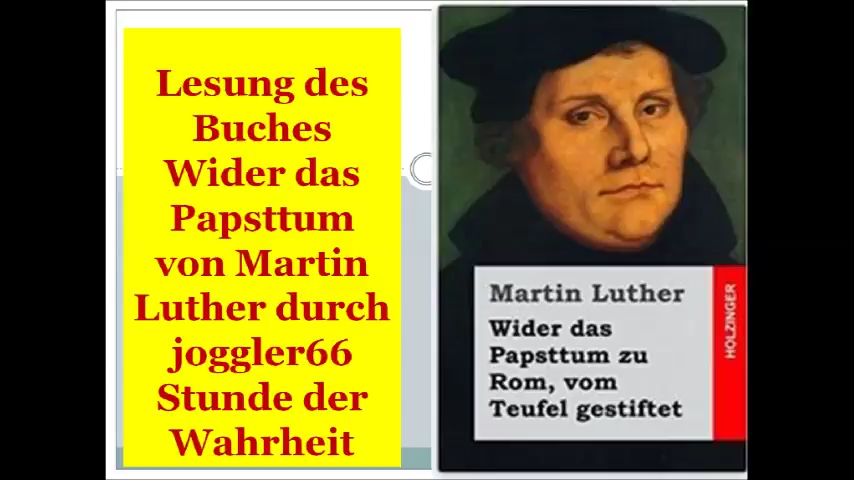 Lesung des
Buches
Wider das
Papsttum
von Martin
Luther durch
joggler66
Stunde der
Wahrheit
Martin Luther
Wider das
Papsttum zu
Rom, vom
Teufel gestiftet
HOLZINGER